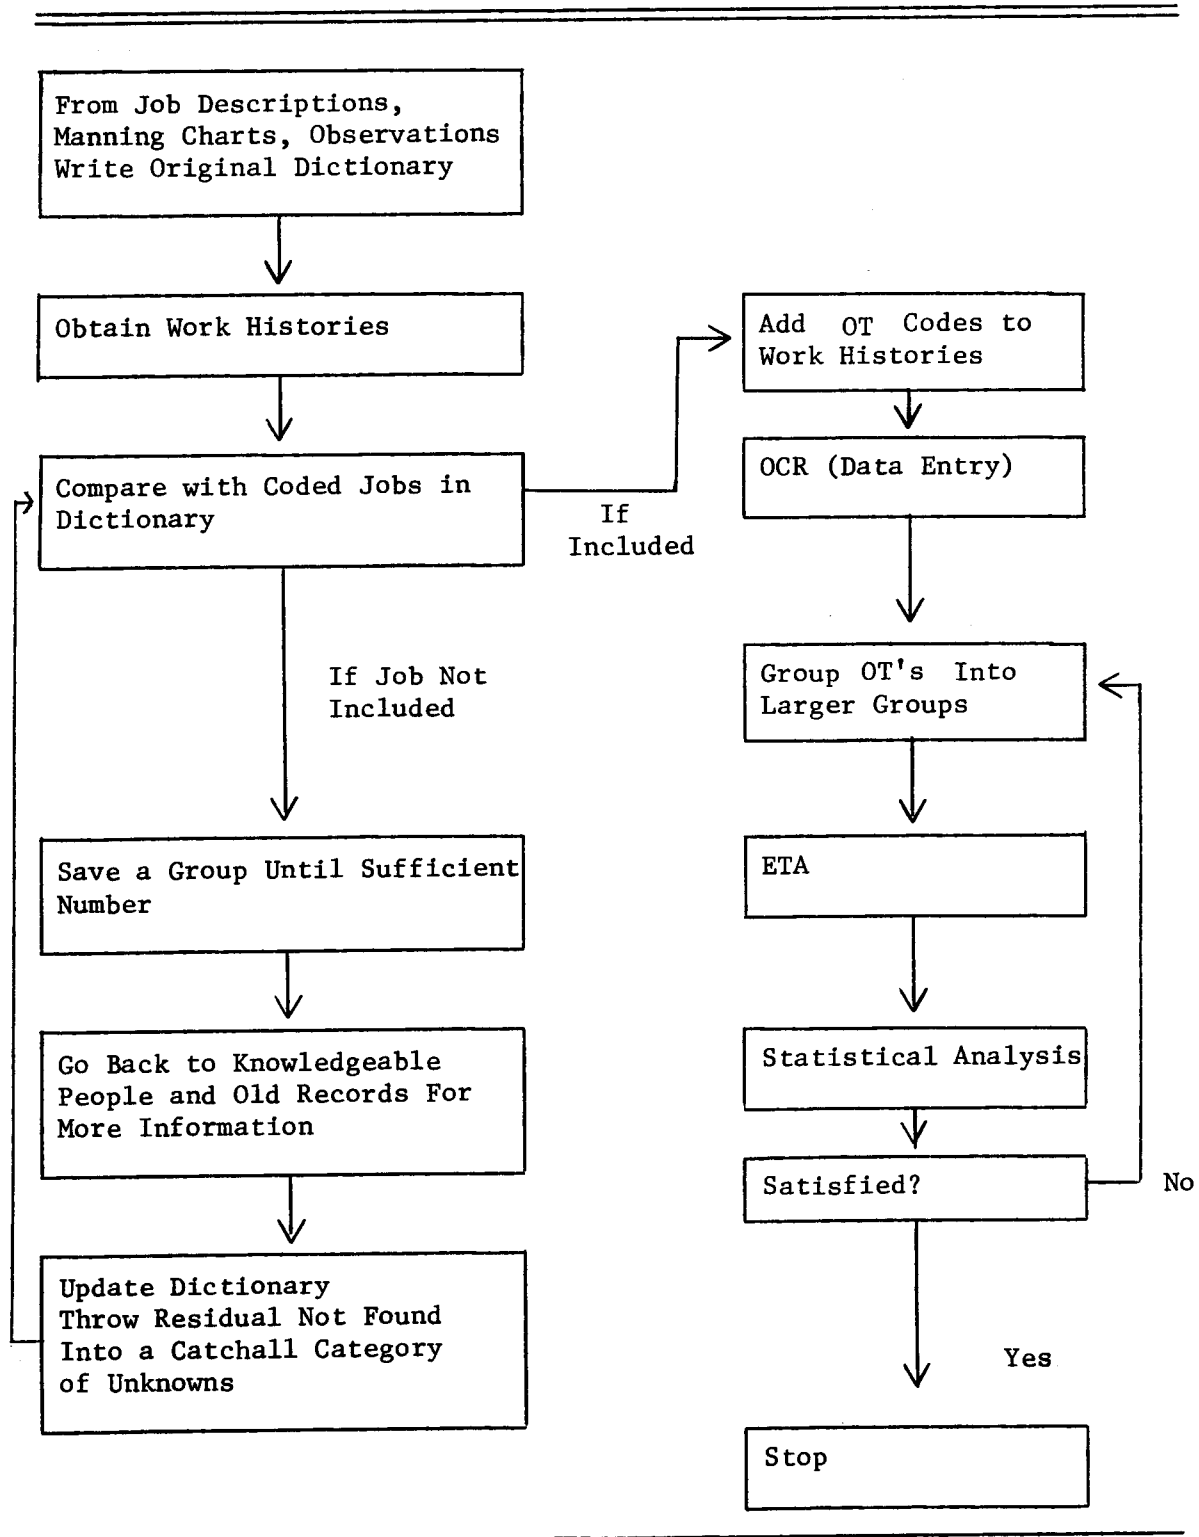 From Job Descriptions,
Manning Charts, Observations
Write Original Dictionary
Obtain Work Histories
Compare with Coded Jobs in
Dictionary
If
Included
If Job Not
Included
Save a Group Until Sufficient
Number
Go Back to Knowledgeable
People and Old Records For
More Information
Update Dictionary
Throw Residual Not Found
Into a Catchall Category
of Unknowns
Add OT Codes to
Work Histories
OCR (Data Entry)
Group OT's Into
Larger Groups
ETA
Statistical Analysis
Satisfied?
No
Yes
Stop